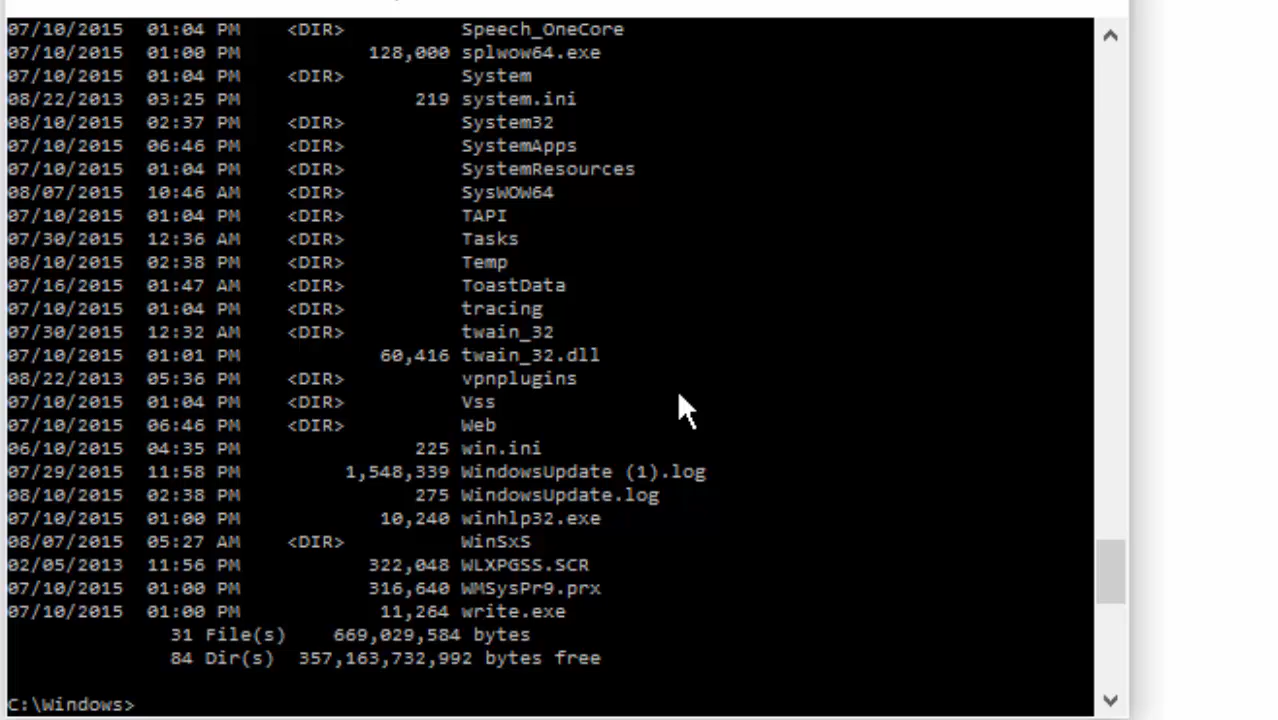 07/10/2015  01:04 PM    <DIR>          Speech_OneCore
07/10/2015  01:00 PM           128,000 splwow64.exe
07/10/2015  01:04 PM    <DIR>          System
08/22/2013  03:25 PM               219 system.ini
08/10/2015  02:37 PM    <DIR>          System32
07/10/2015  06:46 PM    <DIR>          SystemApps
07/10/2015  01:04 PM    <DIR>          SystemResources
08/07/2015  10:46 AM    <DIR>          SysWOW64
07/10/2015  01:04 PM    <DIR>          TAPI
07/30/2015  12:36 AM    <DIR>          Tasks
08/10/2015  02:38 PM    <DIR>          Temp
07/16/2015  01:47 AM    <DIR>          ToastData
07/10/2015  01:04 PM    <DIR>          tracing
07/30/2015  12:32 AM    <DIR>          twain_32
07/10/2015  01:01 PM            60,416 twain_32.dll
08/22/2013  05:36 PM    <DIR>          vpnplugins
07/10/2015  01:04 PM    <DIR>          Vss
07/10/2015  06:46 PM    <DIR>          Web
06/10/2015  04:35 PM               225 win.ini
07/29/2015  11:58 PM         1,548,339 WindowsUpdate (1).log
08/10/2015  02:38 PM               275 WindowsUpdate.log
07/10/2015  01:00 PM            10,240 winhlp32.exe
08/07/2015  05:27 AM    <DIR>          WinSxS
02/05/2013  11:56 PM           322,048 WLXPGSS.SCR
07/10/2015  01:00 PM           316,640 WMSysPr9.prx
07/10/2015  01:00 PM            11,264 write.exe
31 File(s)    669,029,584 bytes
84 Dir(s)  357,163,732,992 bytes free
C:\Windows>